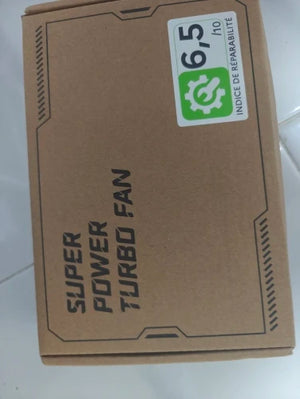 6,5
/10
INDICE DE RÉPARABILITÉ
SUPER
POWER
TURBO FAN